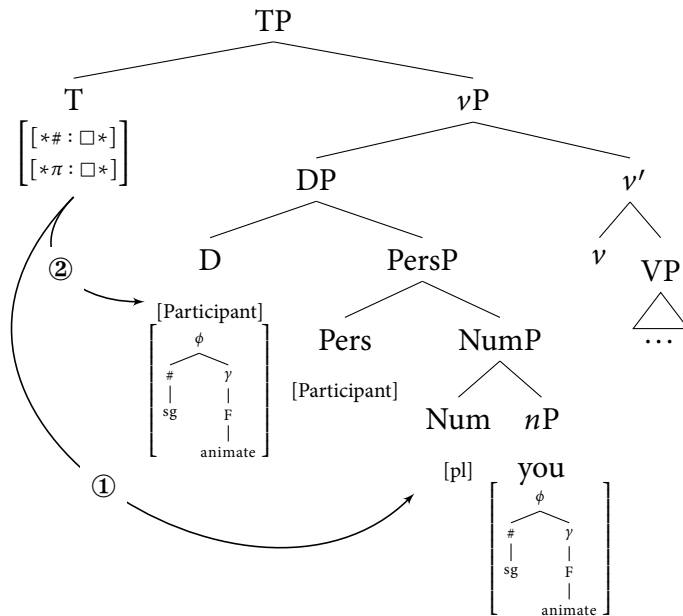 TP
T
vP
[∗# : □∗]
[∗π : □∗]
DP
v′
D
PersP
v
VP
②
[Participant]
ϕ
# γ
sg F
animate
Pers
NumP
…
[Participant]
Num
nP
①
[pl]
you
ϕ
# γ
sg F
animate